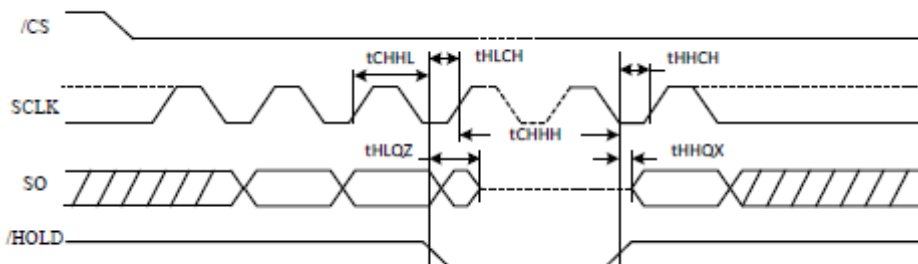 /CS
tCHHL
tHLCH
tHHCH
SCLK
tCHHH
tHLQZ
tHHQX
SO
/HOLD